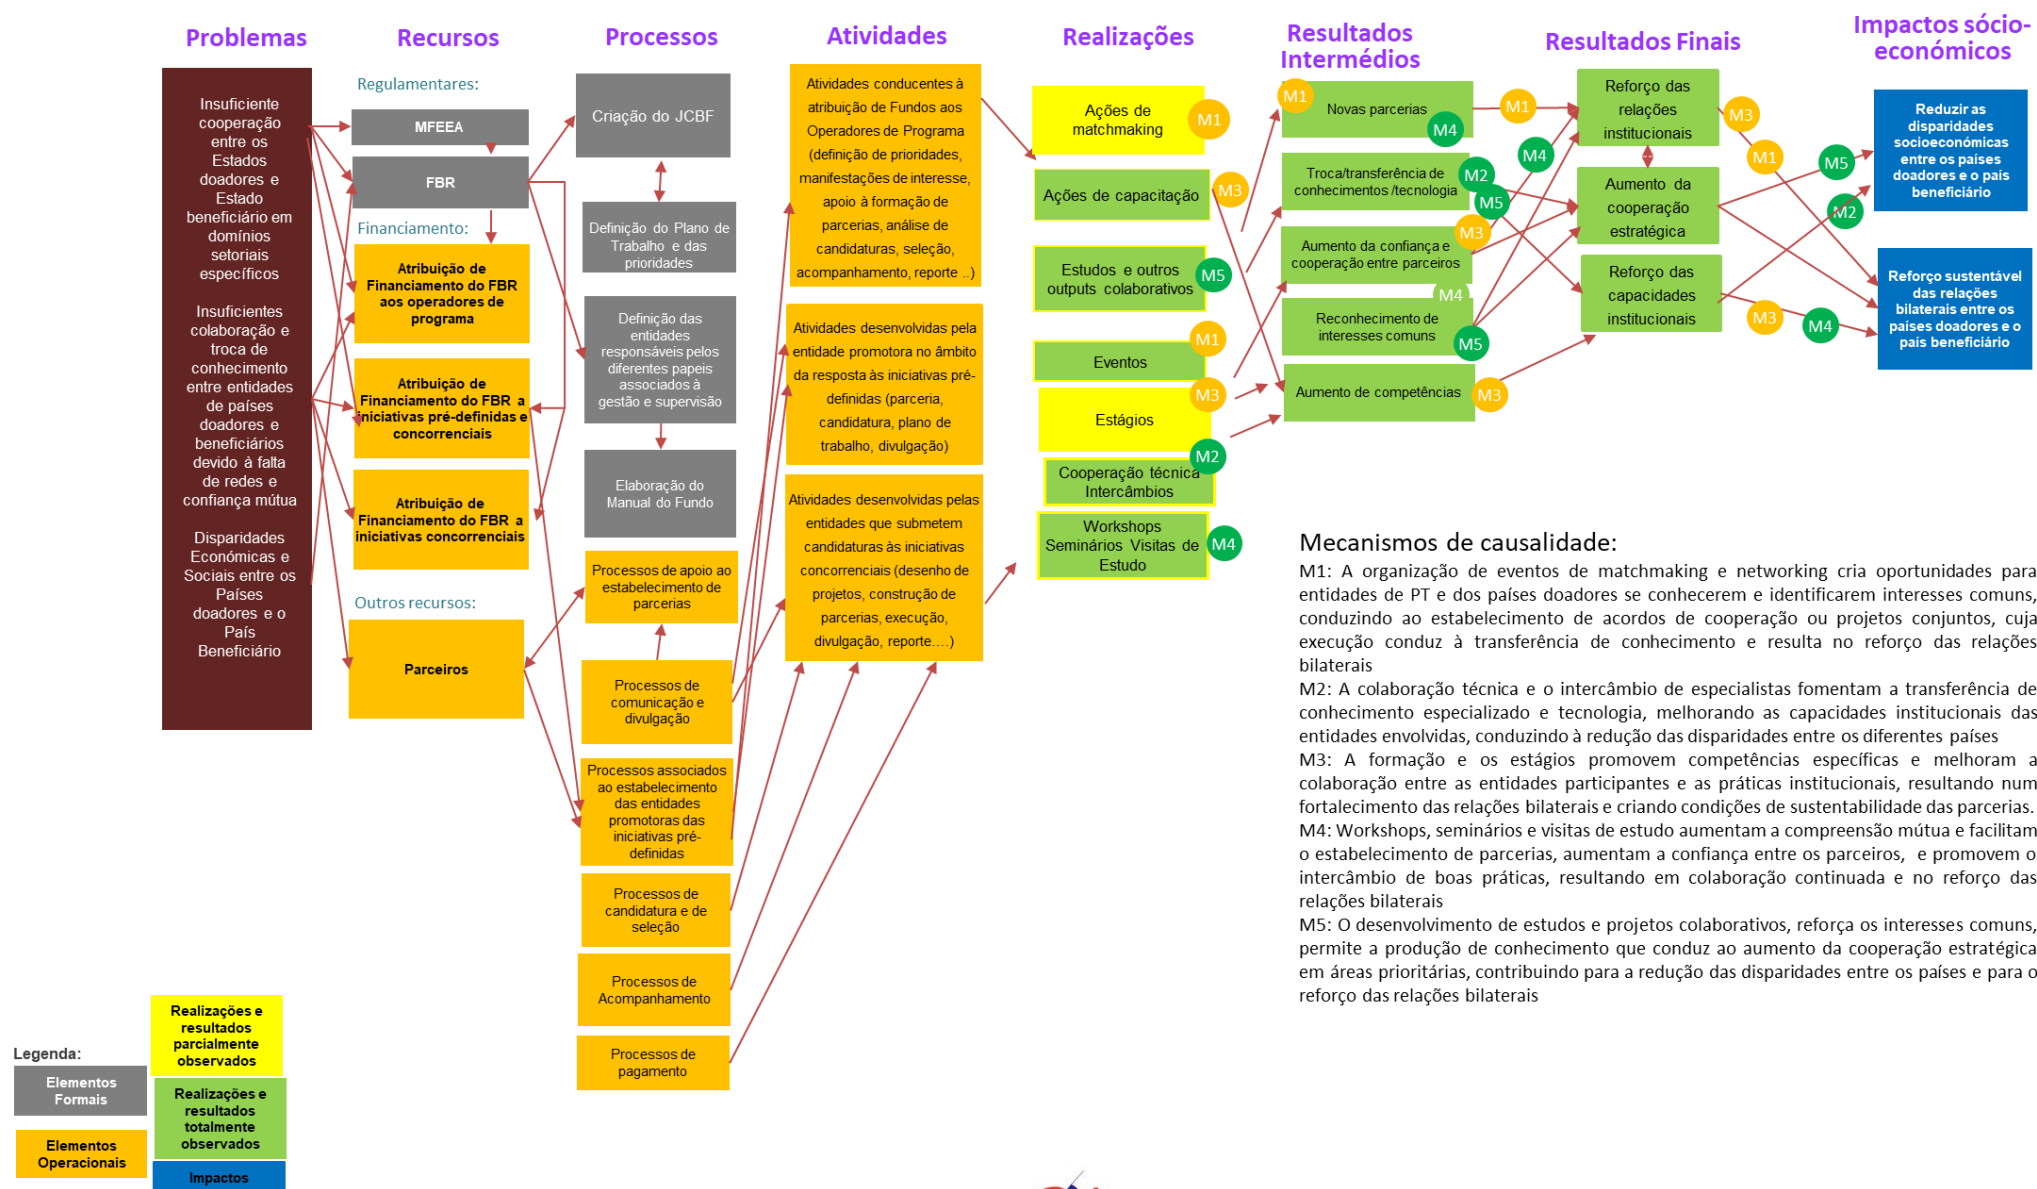 Problemas
Recursos
Processos
Atividades
Realizações
Resultados
Intermédios
Resultados Finais
Impactos sócio-
económicos
Insuficiente
cooperação
entre os
Estados
doadores e
Estado
beneficiário em
domínios
setoriais
específicos
Insuficientes
colaboração e
troca de
conhecimento
entre entidades
de países
doadores e
beneficiários
devido à falta
de redes e
confiança mútua
Disparidades
Económicas e
Sociais entre os
Países
doadores e o
País
Beneficiário
Regulamentares:
MFEEA
FBR
Financiamento:
Atribuição de
Financiamento do FBR
aos operadores de
programa
Atribuição de
Financiamento do FBR a
iniciativas pré-definidas e
concorrenciais
Atribuição de
Financiamento do FBR a
iniciativas concorrenciais
Outros recursos:
Parceiros
Criação do JCBF
Definição do Plano de
Trabalho e das
prioridades
Definição das
entidades
responsáveis pelos
diferentes papeis
associados à
gestão e supervisão
Elaboração do
Manual do Fundo
Processos de apoio ao
estabelecimento de
parcerias
Processos de
comunicação e
divulgação
Processos associados
ao estabelecimento
das entidades
promotoras das
iniciativas pré-
definidas
Processos de
candidatura e de
seleção
Processos de
Acompanhamento
Processos de
pagamento
Atividades conducentes à
atribuição de Fundos aos
Operadores de Programa
(definição de prioridades,
manifestações de interesse,
apoio à formação de
parcerias, análise de
candidaturas, seleção,
acompanhamento, reporte ..)
Atividades desenvolvidas pela
entidade promotora no âmbito
da resposta às iniciativas pré-
definidas (parceria,
candidatura, plano de
trabalho, divulgação)
Atividades desenvolvidas pelas
entidades que submetem
candidaturas às iniciativas
concorrenciais (desenho de
projetos, construção de
parcerias, execução,
divulgação, reporte....)
Ações de
matchmaking
M1
Ações de capacitação
M3
Estudos e outros
outputs colaborativos
M5
Eventos
M1
Estágios
M3
Cooperação técnica
Intercâmbios
M2
Workshops
Seminários Visitas de
Estudo
M4
M1
Novas parcerias
M4
Troca/transferência de
conhecimentos /tecnologia
M2
M5
Aumento da confiança e
cooperação entre parceiros
M3
M4
Reconhecimento de
interesses comuns
M5
Aumento de competências
M3
M1
M4
Reforço das
relações
institucionais
M3
M1
Aumento da
cooperação
estratégica
Reforço das
capacidades
institucionais
M3
M4
M5
M2
Reduzir as
disparidades
socioeconómicas
entre os países
doadores e o país
beneficiário
Reforço sustentável
das relações
bilaterais entre os
países doadores e o
país beneficiário
Mecanismos de causalidade:
M1: A organização de eventos de matchmaking e networking cria oportunidades para
entidades de PT e dos países doadores se conhecerem e identificarem interesses comuns,
conduzindo ao estabelecimento de acordos de cooperação ou projetos conjuntos, cuja
execução conduz à transferência de conhecimento e resulta no reforço das relações
bilaterais
M2: A colaboração técnica e o intercâmbio de especialistas fomentam a transferência de
conhecimento especializado e tecnologia, melhorando as capacidades institucionais das
entidades envolvidas, conduzindo à redução das disparidades entre os diferentes países
M3: A formação e os estágios promovem competências específicas e melhoram a
colaboração entre as entidades participantes e as práticas institucionais, resultando num
fortalecimento das relações bilaterais e criando condições de sustentabilidade das parcerias.
M4: Workshops, seminários e visitas de estudo aumentam a compreensão mútua e facilitam
o estabelecimento de parcerias, aumentam a confiança entre os parceiros, e promovem o
intercâmbio de boas práticas, resultando em colaboração continuada e no reforço das
relações bilaterais
M5: O desenvolvimento de estudos e projetos colaborativos, reforça os interesses comuns,
permite a produção de conhecimento que conduz ao aumento da cooperação estratégica
em áreas prioritárias, contribuindo para a redução das disparidades entre os países e para o
reforço das relações bilaterais
Legenda:
Elementos
Formais
Elementos
Operacionais
Realizações e
resultados
parcialmente
observados
Realizações e
resultados
totalmente
observados
Impactos